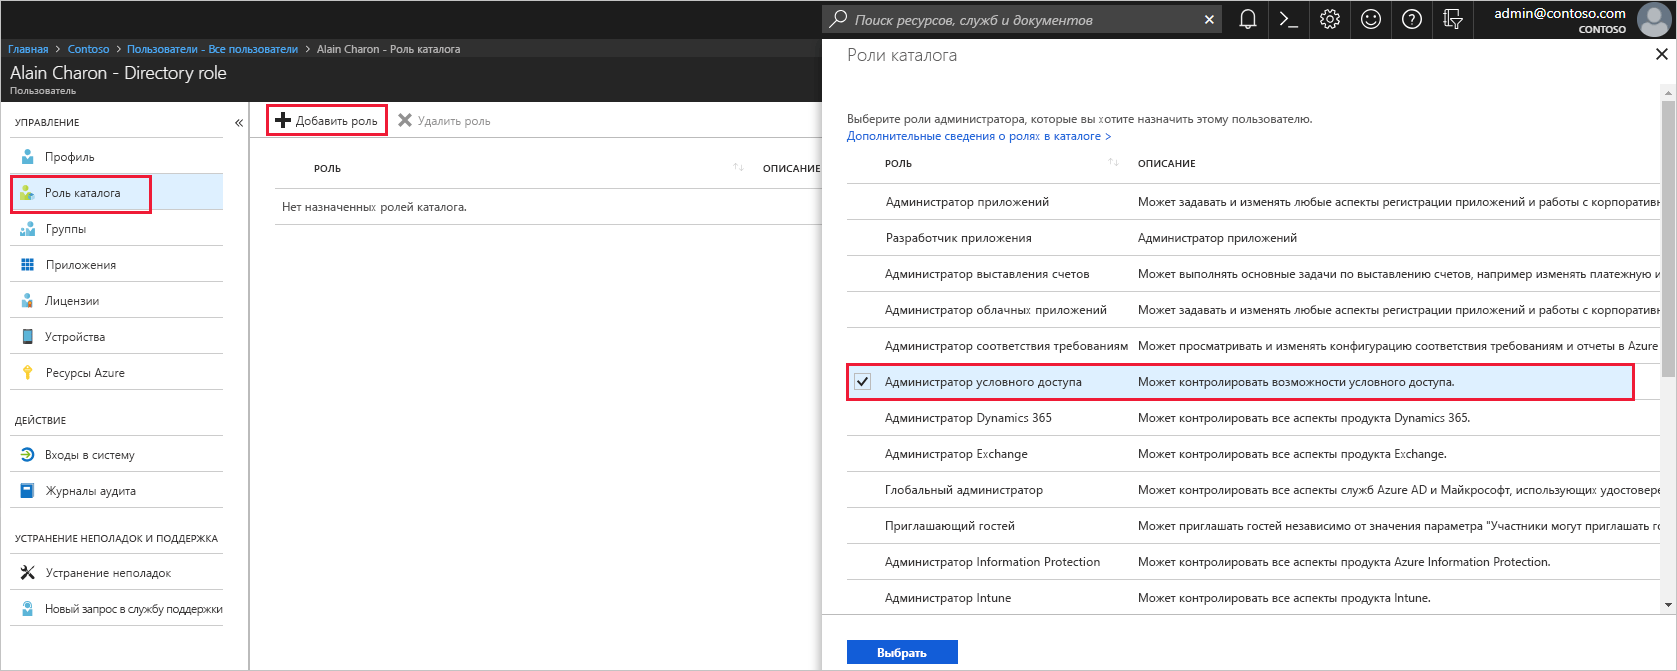 Поиск ресурсов, служб и документов
admin@contoso.com
CONTOSO
Главная > Contoso > Пользователи - Все пользователи > Alain Charon - Роль каталога
Alain Charon - Directory role
Пользователь
УПРАВЛЕНИЕ
Профиль
Роль каталога
Группы
Приложения
Лицензии
Устройства
Ресурсы Azure
ДЕЙСТВИЕ
Входы в систему
Журналы аудита
УСТРАНЕНИЕ НЕПОЛАДОК И ПОДДЕРЖКА
Устранение неполадок
Новый запрос в службу поддержки
Добавить роль Удалить роль
РОЛЬ ОПИСАНИЕ
Нет назначенных ролей каталога.
Роли каталога
Выберите роли администратора, которые вы хотите назначить этому пользователю.
Дополнительные сведения о ролях в каталоге >
РОЛЬ ОПИСАНИЕ
Администратор приложений Может задавать и изменять любые аспекты регистрации приложений и работы с корпоративн
Разработчик приложения Администратор приложений
Администратор выставления счетов Может выполнять основные задачи по выставлению счетов, например изменять платежную и
Администратор облачных приложений Может задавать и изменять любые аспекты регистрации приложений и работы с корпоративн
Администратор соответствия требованиям Может просматривать и изменять конфигурацию соответствия требованиям и отчеты в Azure
Администратор условного доступа Может контролировать возможности условного доступа.
Администратор Dynamics 365 Может контролировать все аспекты продукта Dynamics 365.
Администратор Exchange Может контролировать все аспекты продукта Exchange.
Глобальный администратор Может контролировать все аспекты служб Azure AD и Майкрософт, использующих удостовере
Приглашающий гостей Может приглашать гостей независимо от значения параметра "Участники могут приглашать го
Администратор Information Protection Может контролировать все аспекты продукта Azure Information Protection.
Администратор Intune Может контролировать все аспекты продукта Intune.
Выбрать